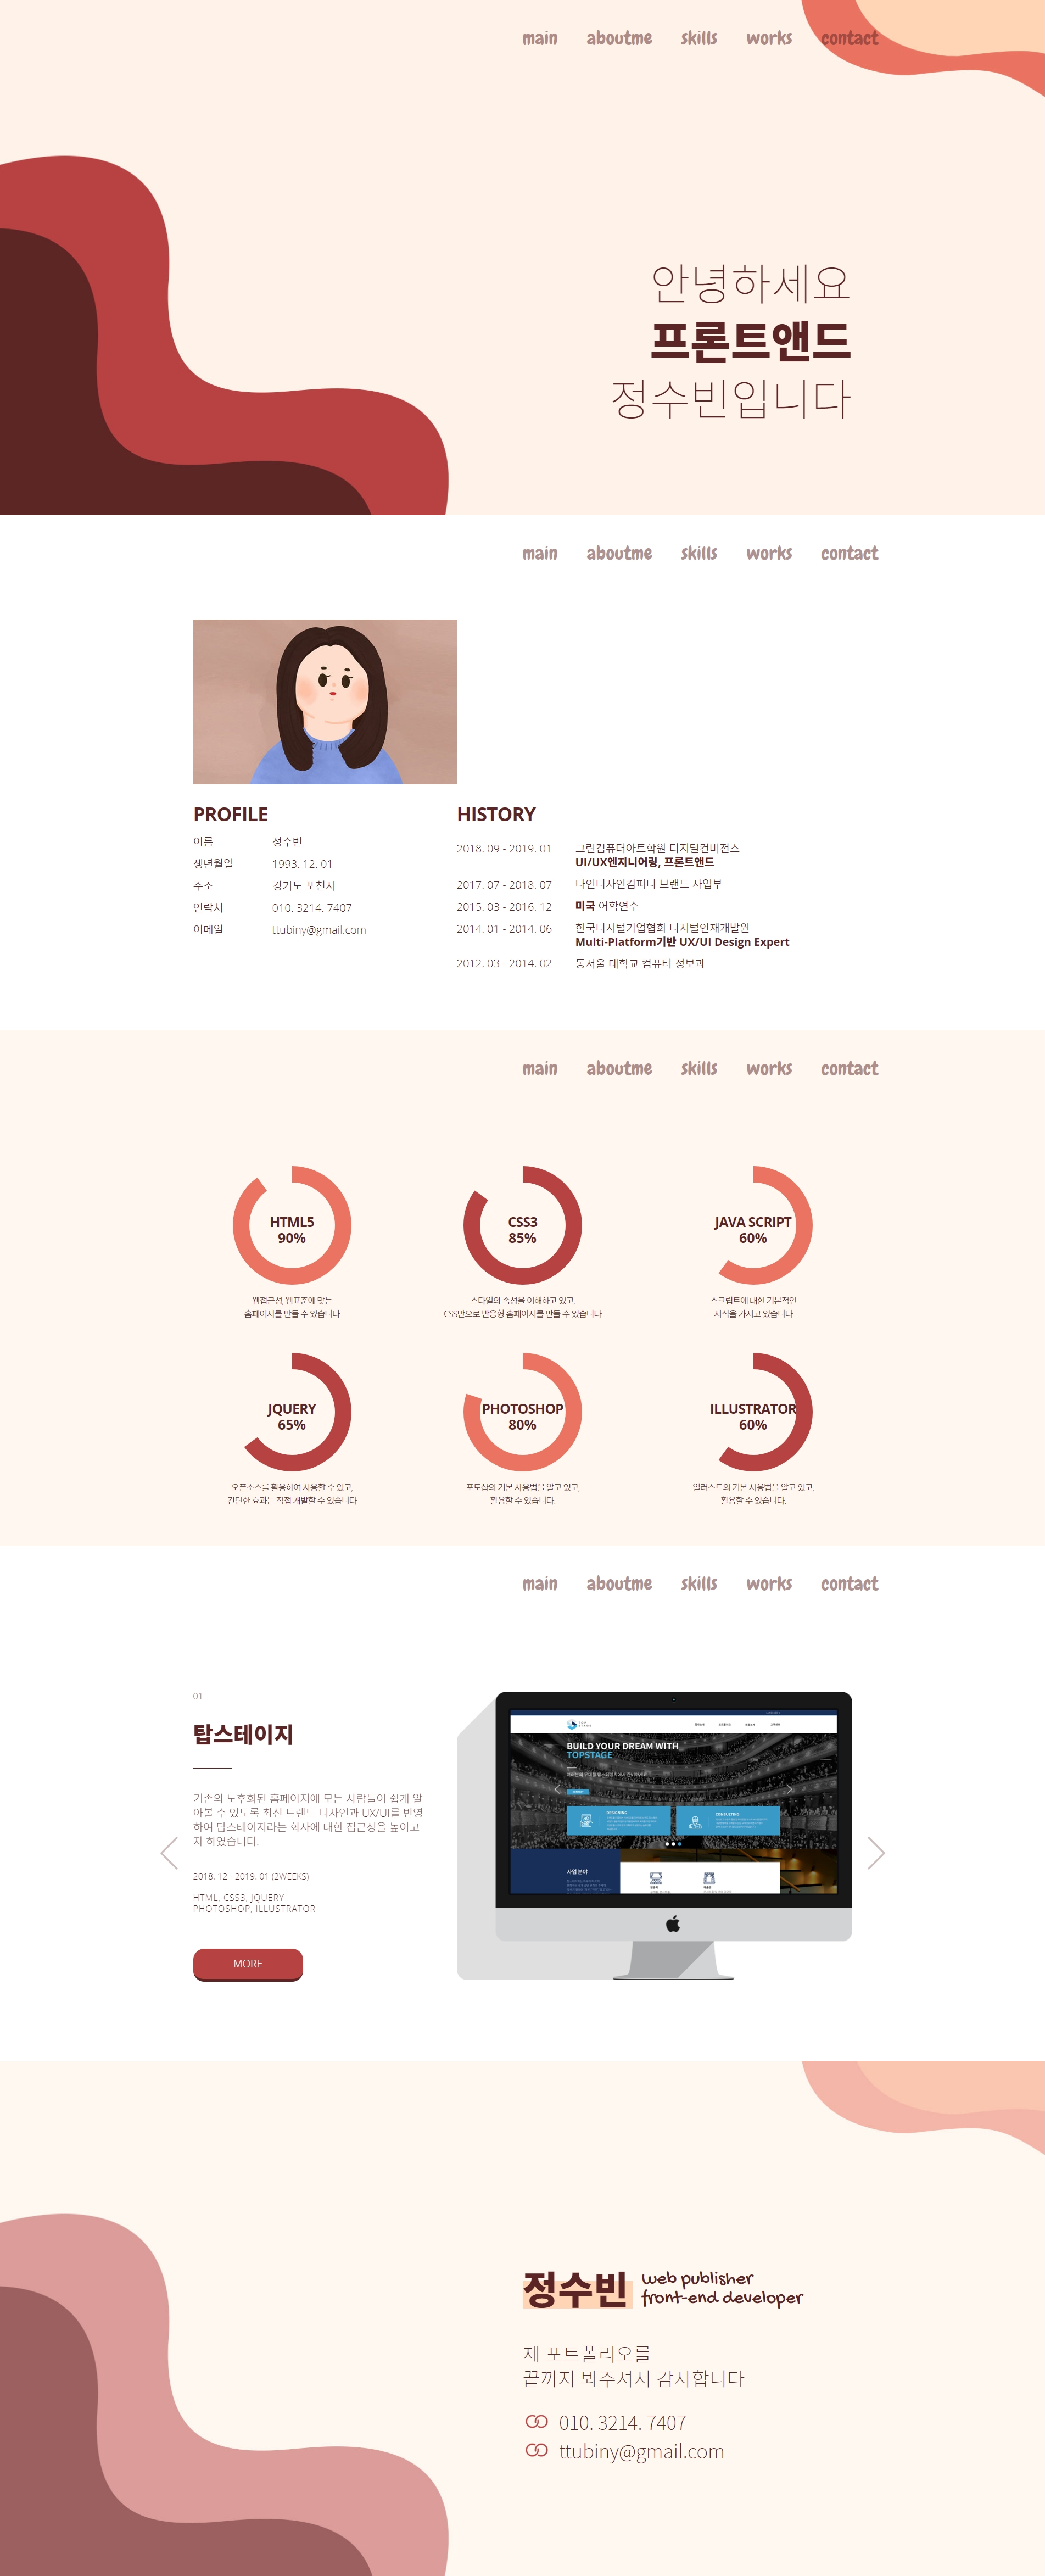 main aboutme skills works contact
안녕하세요
프론트앤드
정수빈입니다
main aboutme skills works contact
PROFILE
이름 정수빈
생년월일 1993. 12. 01
주소 경기도 포천시
연락처 010. 3214. 7407
이메일 ttubiny@gmail.com
HISTORY
2018. 09 - 2019. 01 그린컴퓨터아트학원 디지털컨버전스
UI/UX엔지니어링, 프론트앤드
2017. 07 - 2018. 07 나인디자인컴퍼니 브랜드 사업부
2015. 03 - 2016. 12 미국 어학연수
2014. 01 - 2014. 06 한국디지털기업협회 디지털인재개발원
Multi-Platform기반 UX/UI Design Expert
2012. 03 - 2014. 02 동서울 대학교 컴퓨터 정보과
main aboutme skills works contact
HTML5
90%
웹접근성, 웹표준에 맞는
홈페이지를 만들 수 있습니다
CSS3
85%
스타일의 속성을 이해하고 있고,
CSS만으로 반응형 홈페이지를 만들 수 있습니다
JAVA SCRIPT
60%
스크립트에 대한 기본적인
지식을 가지고 있습니다
JQUERY
65%
오픈소스를 활용하여 사용할 수 있고,
간단한 효과는 직접 개발할 수 있습니다
PHOTOSHOP
80%
포토샵의 기본 사용법을 알고 있고,
활용할 수 있습니다.
ILLUSTRATOR
60%
일러스트의 기본 사용법을 알고 있고,
활용할 수 있습니다.
main aboutme skills works contact
01
탑스테이지
기존의 노후화된 홈페이지에 모든 사람들이 쉽게 알
아볼 수 있도록 최신 트렌드 디자인과 UX/UI를 반영
하여 탑스테이지라는 회사에 대한 접근성을 높이고
자 하였습니다.
2018. 12 - 2019. 01 (2WEEKS)
HTML, CSS3, JQUERY
PHOTOSHOP, ILLUSTRATOR
MORE
BUILD YOUR DREAM WITH
TOPSTAGE
DESIGNING
CONSULTING
사업 분야
정수빈
web publisher
front-end developer
제 포트폴리오를
끝까지 봐주셔서 감사합니다
010. 3214. 7407
ttubiny@gmail.com